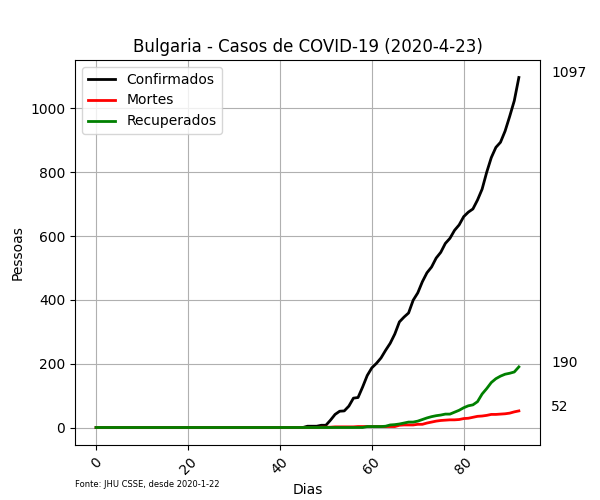 Bulgaria - Casos de COVID-19 (2020-4-23)
Confirmados
Mortes
Recuperados
1097
190
52
Pessoas
1000
800
600
400
200
0
0
20
40
60
80
Dias
Fonte: JHU CSSE, desde 2020-1-22